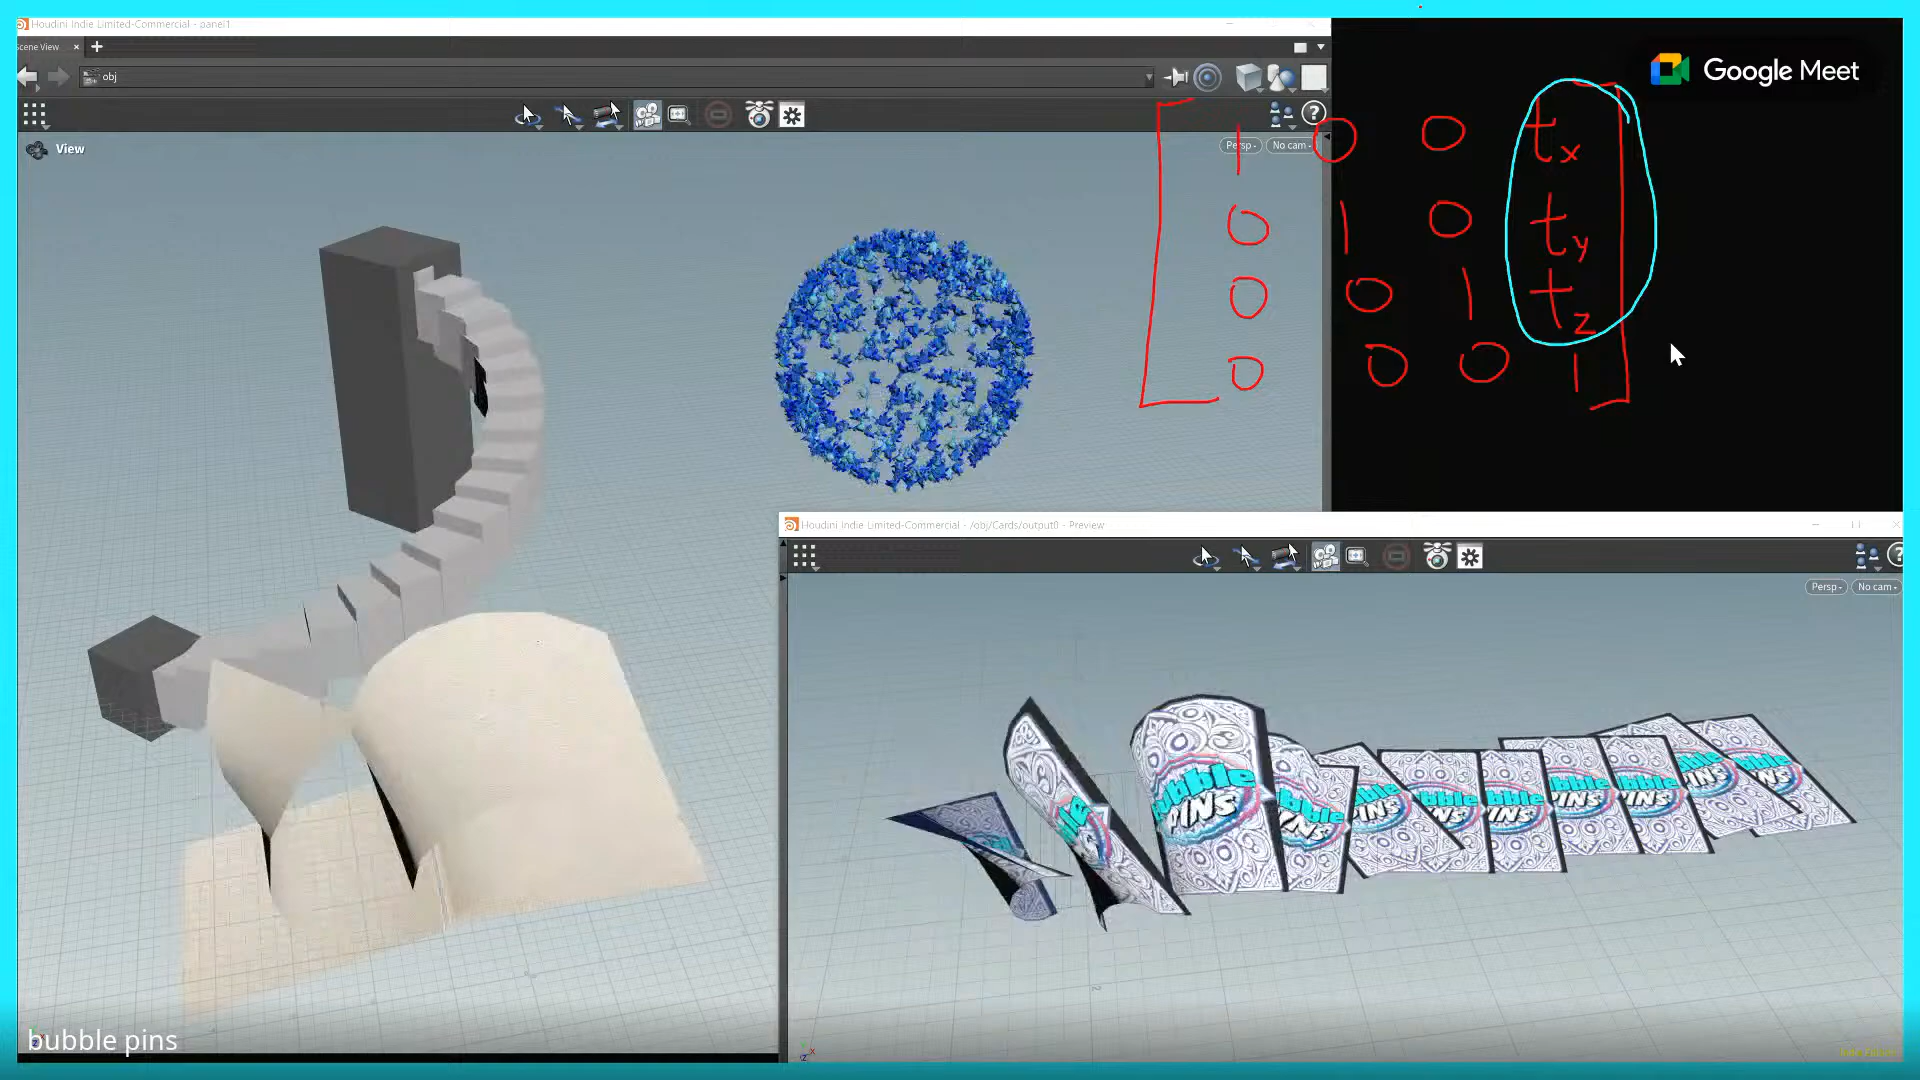 Houdini Indie Limited-Commercial - panel1
Scene View × +
obj
View
Persp
No cam
Google Meet
1 0 0 tx
0 1 0 ty
0 0 1 tz
0 0 0 1
Houdini Indie Limited-Commercial - /obj/Cards/output0 - Preview
Persp
No cam
bubble PINS
bubble pins